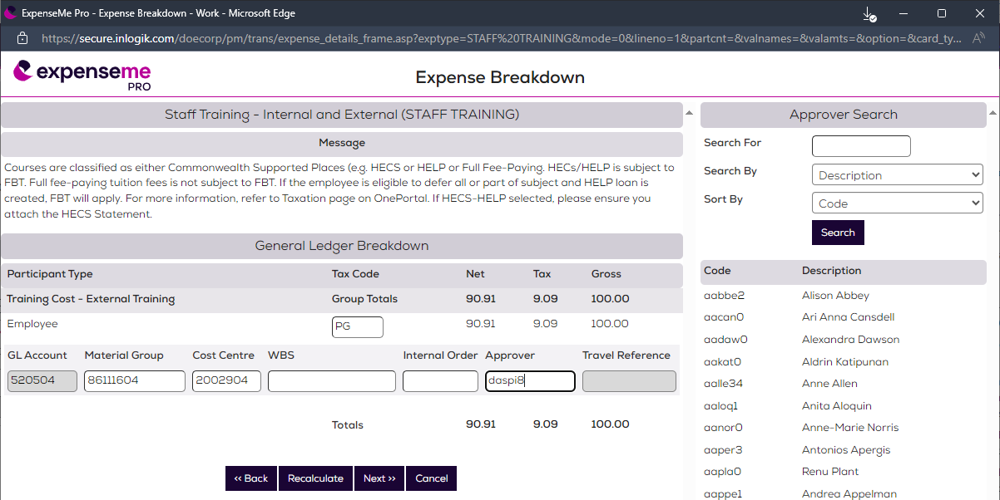 ExpenseMe Pro - Expense Breakdown - Work - Microsoft Edge
https://secure.inlogik.com/doecorp/pm/trans/expense_details_frame.asp?exptype=STAFF%20TRAINING&mode=0&lineno=1&partcnt=&valnames=&valamts=&option=&card_ty...
expenseme PRO
Expense Breakdown
Staff Training - Internal and External (STAFF TRAINING)
Message
Courses are classified as either Commonwealth Supported Places (e.g. HECS or HELP or Full Fee-Paying. HECs/HELP is subject to
FBT. Full fee-paying tuition fees is not subject to FBT. If the employee is eligible to defer all or part of subject and HELP loan is
created, FBT will apply. For more information, refer to Taxation page on OnePortal. If HECS-HELP selected, please ensure you
attach the HECS Statement.
General Ledger Breakdown
Participant Type Tax Code Net Tax Gross
Training Cost - External Training Group Totals 90.91 9.09 100.00
Employee PG 90.91 9.09 100.00
GL Account Material Group Cost Centre WBS Internal Order Approver Travel Reference
520504 86111604 2002904 daspi8
Totals 90.91 9.09 100.00
<< Back Recalculate Next >> Cancel
Approver Search
Search For
Search By Description
Sort By Code
Search
Code Description
aabbe2 Alison Abbey
aacan0 Ari Anna Cansdell
aadaw0 Alexandra Dawson
aakat0 Aldrin Katipunan
aalle34 Anne Allen
aaloq1 Anita Aloquin
aanor0 Anne-Marie Norris
aaper3 Antonios Apergis
aapla0 Renu Plant
aappe1 Andrea Appelman